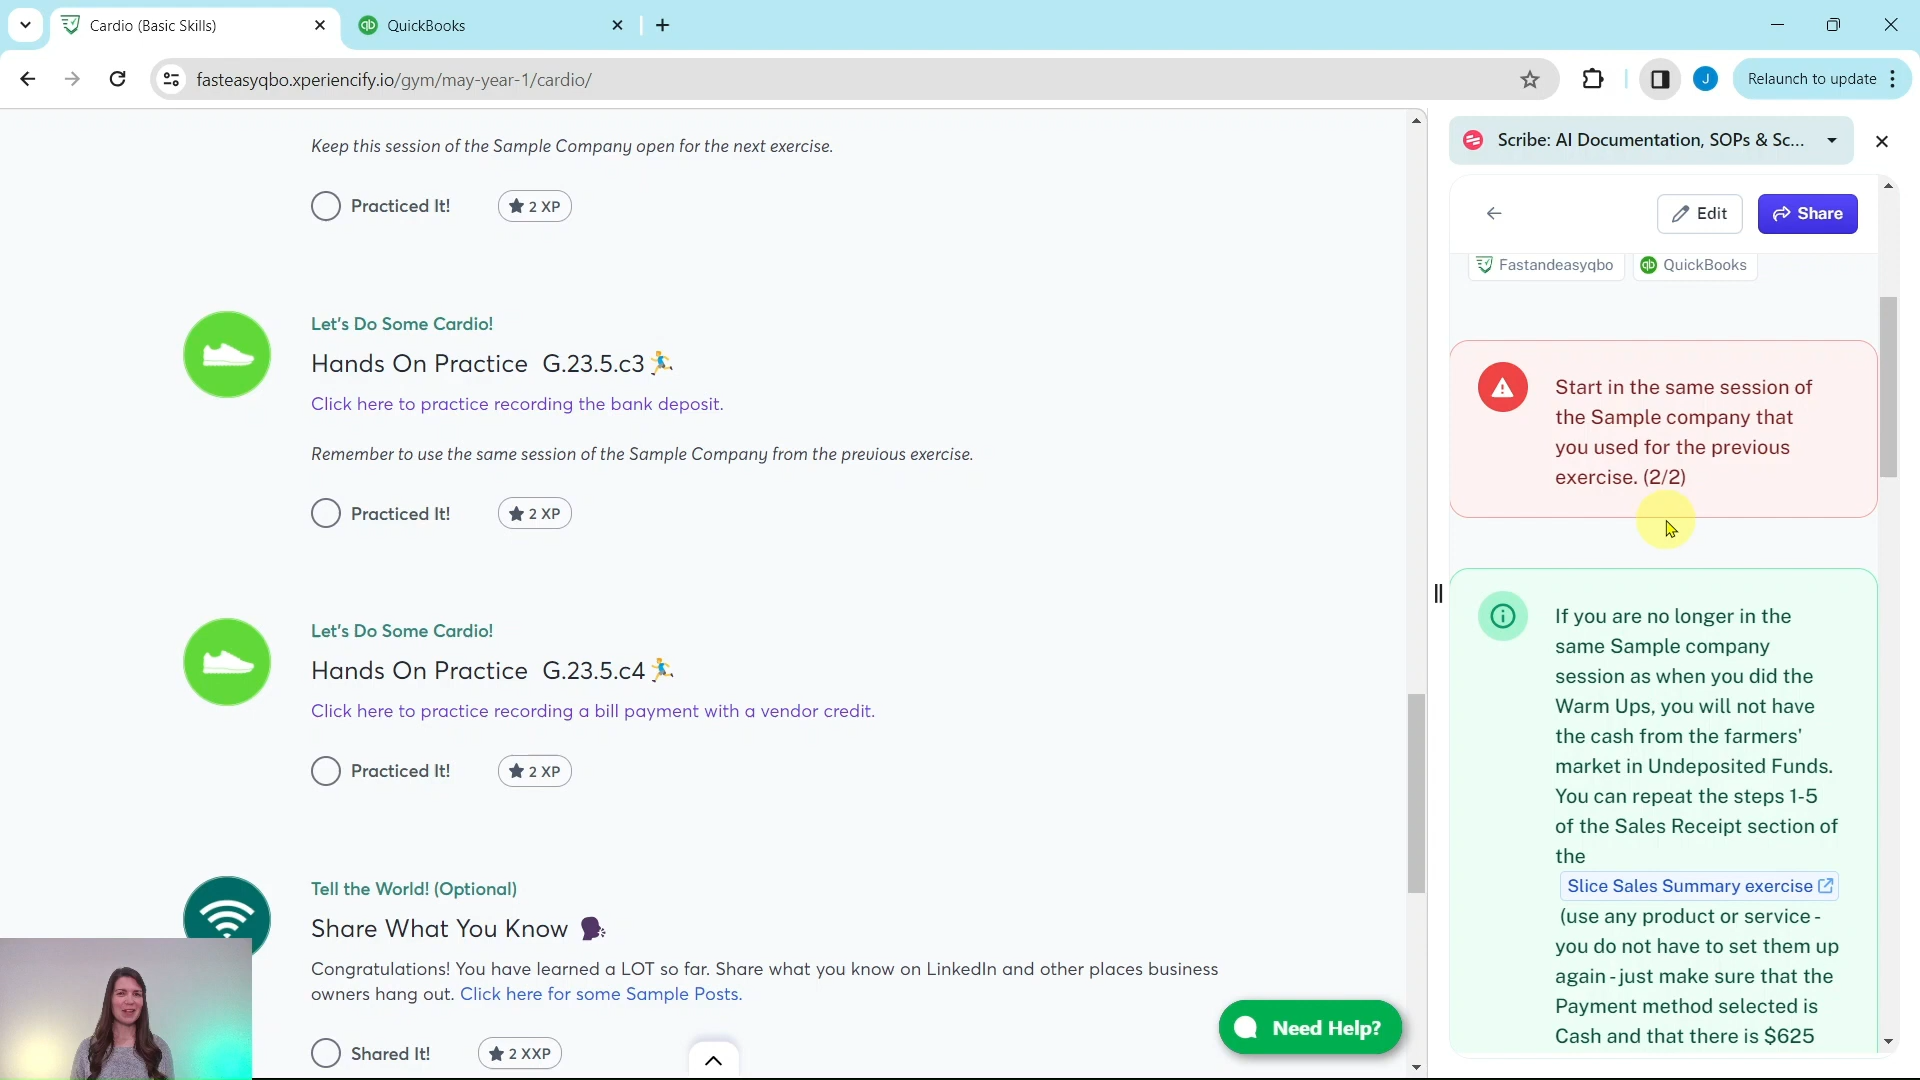 Cardio (Basic Skills)
QuickBooks
fasteasyqbo.xperiencify.io/gym/may-year-1/cardio/
J
Relaunch to update
Keep this session of the Sample Company open for the next exercise.
Practiced It!
2 XP
Let's Do Some Cardio!
Hands On Practice G.23.5.c3
Click here to practice recording the bank deposit.
Remember to use the same session of the Sample Company from the previous exercise.
Practiced It!
2 XP
Let's Do Some Cardio!
Hands On Practice G.23.5.c4
Click here to practice recording a bill payment with a vendor credit.
Practiced It!
2 XP
Tell the World! (Optional)
Share What You Know
Congratulations! You have learned a LOT so far. Share what you know on LinkedIn and other places business
owners hang out. Click here for some Sample Posts.
Shared It!
2 XXP
Need Help?
Scribe: AI Documentation, SOPs & Sc...
Edit
Share
Fastandeasyqbo
qb QuickBooks
Start in the same session of
the Sample company that
you used for the previous
exercise. (2/2)
If you are no longer in the
same Sample company
session as when you did the
Warm Ups, you will not have
the cash from the farmers'
market in Undeposited Funds.
You can repeat the steps 1-5
of the Sales Receipt section of
the
Slice Sales Summary exercise
(use any product or service -
you do not have to set them up
again - just make sure that the
Payment method selected is
Cash and that there is $625